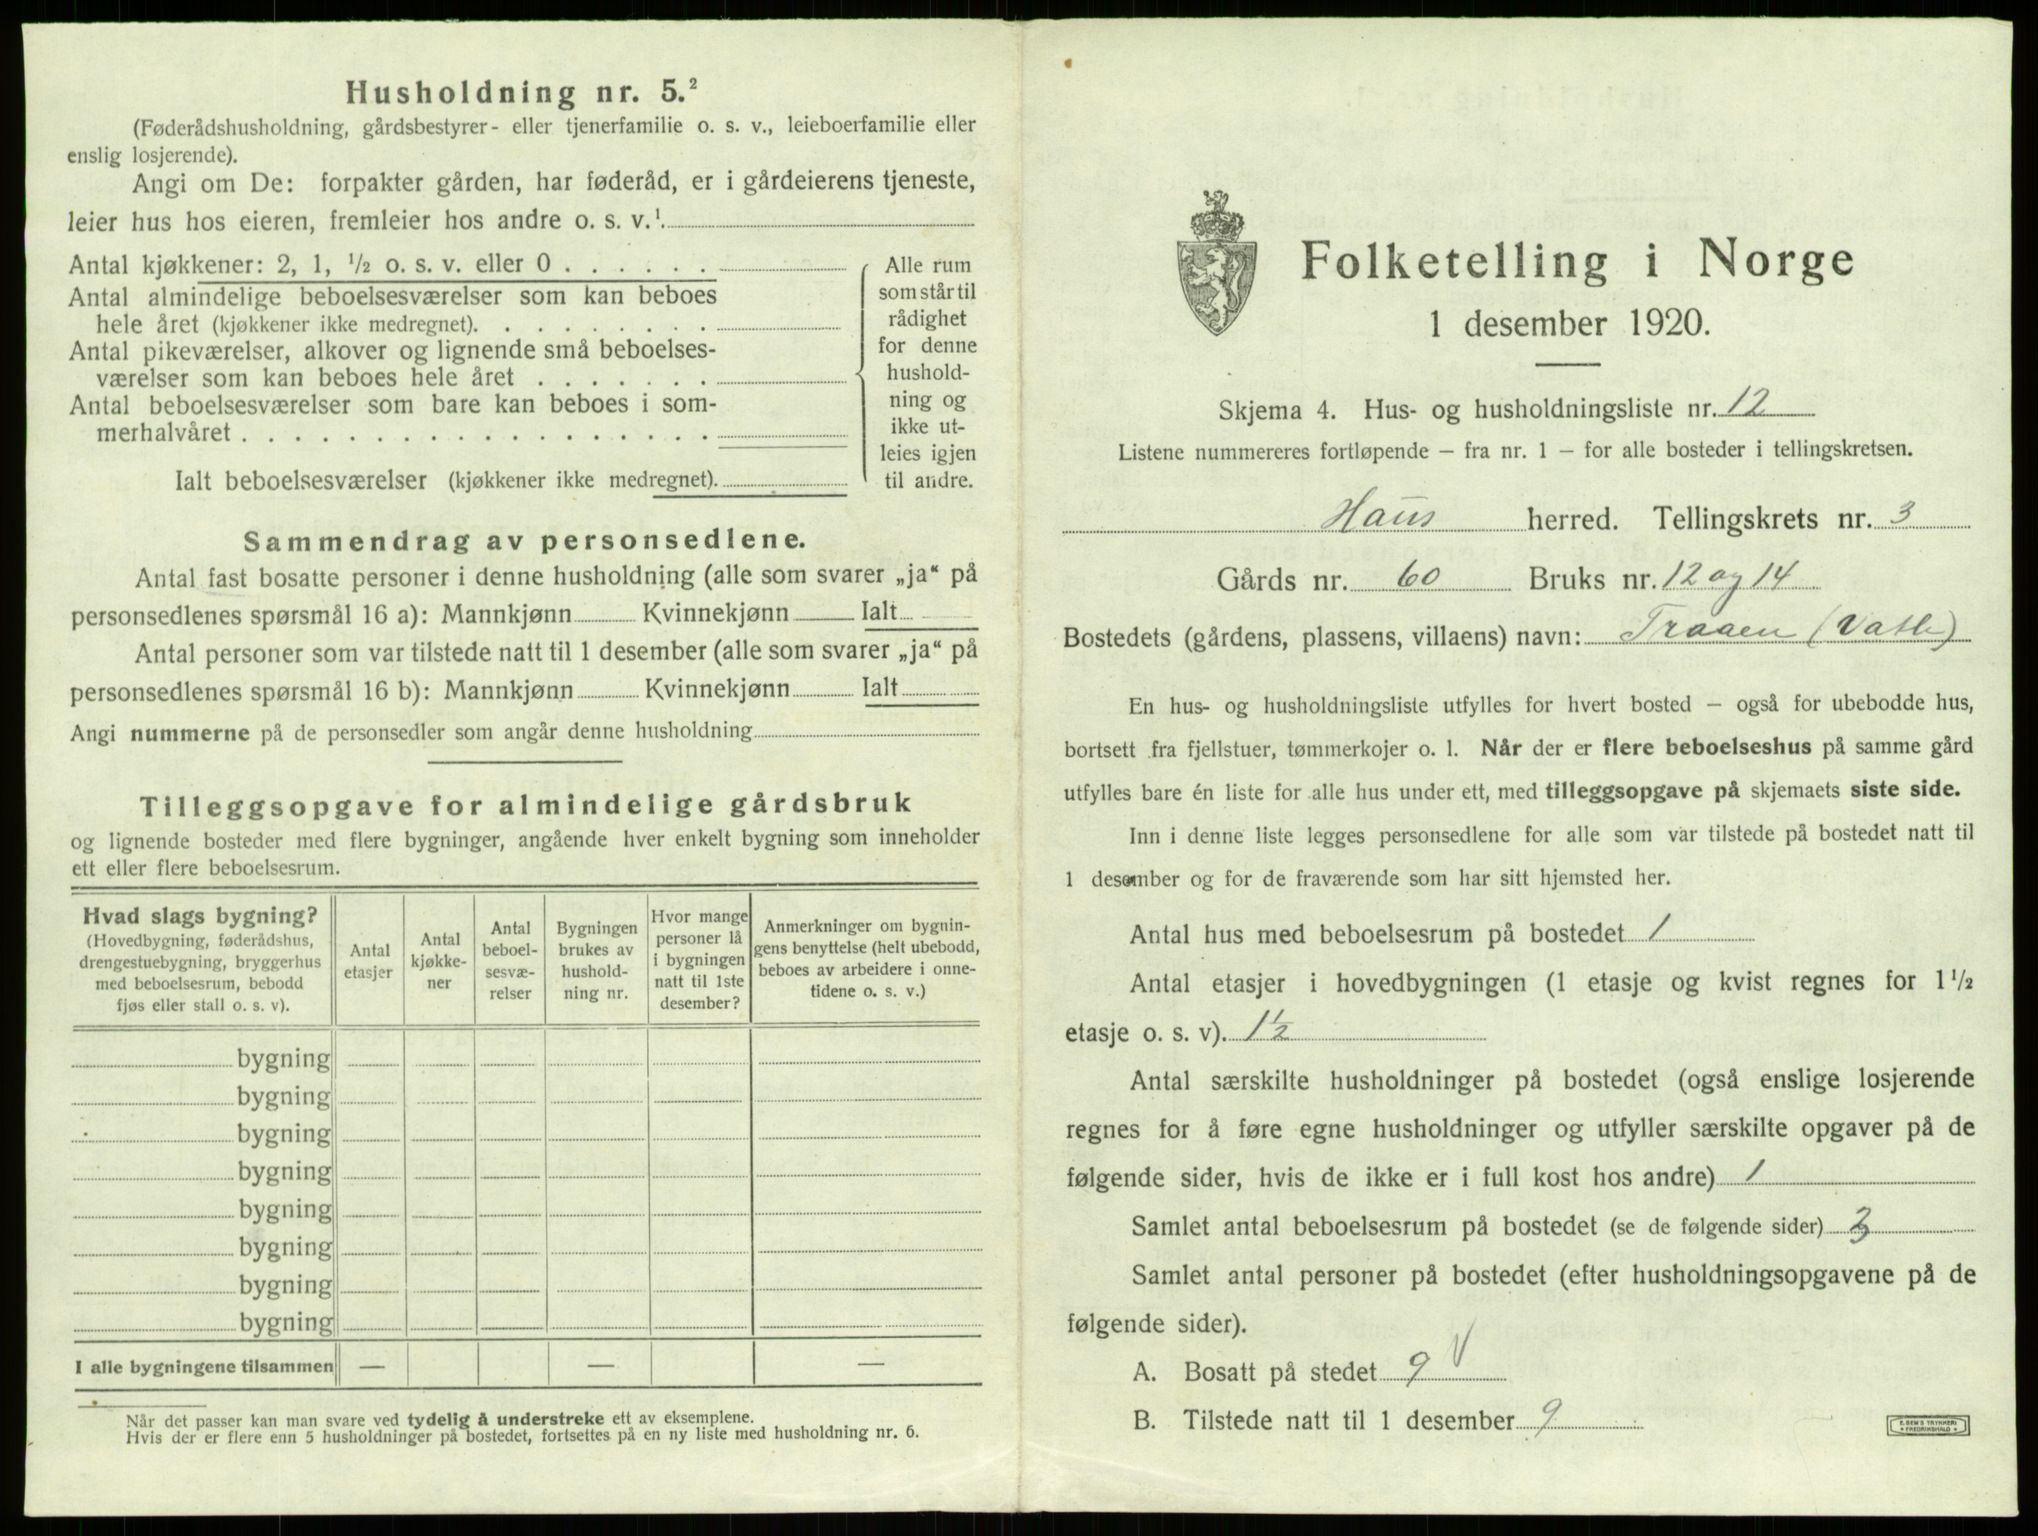 Husholdning nr. 5.²
(Føderådshusholdning, gårdsbestyrer- eller tjenerfamilie o. s. v., leieboerfamilie eller
enslig losjerende).
Angi om De: forpakter gården, har føderåd, er i gårdeierens tjeneste,
leier hus hos eieren, fremleier hos andre o. s. v.¹
Antal kjøkkener: 2, 1, ½ o. s. v. eller 0
Antal almindelige beboelsesværelser som kan beboes
hele året (kjøkkener ikke medregnet).
Antal pikeværelser, alkover og lignende små beboelses-
værelser som kan beboes hele året
Antal beboelsesværelser som bare kan beboes i som-
merhalvåret
Ialt beboelsesværelser (kjøkkener ikke medregnet).
Alle rum
som står til
rådighet
for denne
hushold-
ning og
ikke ut-
leies igjen
til andre.
Sammendrag av personsedlene.
Antal fast bosatte personer i denne husholdning (alle som svarer „ja“ på
personsedlenes spørsmål 16 a): Mannkjønn Kvinnekjønn Ialt
Antal personer som var tilstede natt til 1 desember (alle som svarer „ja“ på
personsedlenes spørsmål 16 b): Mannkjønn Kvinnekjønn Ialt
Angi nummerne på de personsedler som angår denne husholdning
Tilleggsopgave for almindelige gårdsbruk
og lignende bosteder med flere bygninger, angående hver enkelt bygning som inneholder
ett eller flere beboelsesrum.
Hvad slags bygning?
(Hovedbygning, føderådshus,
drengestuebygning, bryggerhus
med beboelsesrum, bebodd
fjøs eller stall o. s. v).
Antal
etasjer
Antal
kjøkke-
ner
Antal
beboel-
sesvæ-
relser
Bygningen
brukes av
hushold-
ning nr.
Hvor mange
personer lå
i bygningen
natt til 1ste
desember?
Anmerkninger om bygnin-
gens benyttelse (helt ubebodd,
beboes av arbeidere i onne-
tidene o. s. v.)
bygning
bygning
bygning
bygning
bygning
bygning
bygning
bygning
I alle bygningene tilsammen — — —
Når det passer kan man svare ved tydelig å understreke ett av eksemplene.
Hvis der er flere enn 5 husholdninger på bostedet, fortsettes på en ny liste med husholdning nr. 6.
Folketelling i Norge
1 desember 1920.
Skjema 4. Hus- og husholdningsliste nr. 12
Listene nummereres fortløpende – fra nr. 1 – for alle bosteder i tellingskretsen.
Haus herred. Tellingskrets nr. 3
Gårds nr. 60 Bruks nr. 12 og 14
Bostedets (gårdens, plassens, villaens) navn: Traaen (Vatle)
En hus- og husholdningsliste utfylles for hvert bosted – også for ubebodde hus,
bortsett fra fjellstuer, tømmerkojer o. l. Når der er flere beboelseshus på samme gård
utfylles bare én liste for alle hus under ett, med tilleggsopgave på skjemaets siste side.
Inn i denne liste legges personsedlene for alle som var tilstede på bostedet natt til
1 desember og for de fraværende som har sitt hjemsted her.
Antal hus med beboelsesrum på bostedet 1
Antal etasjer i hovedbygningen (1 etasje og kvist regnes for 1½
etasje o. s. v). 1½
Antal særskilte husholdninger på bostedet (også enslige losjerende
regnes for å føre egne husholdninger og utfyller særskilte opgaver på de
følgende sider, hvis de ikke er i full kost hos andre) 1
Samlet antal beboelsesrum på bostedet (se de følgende sider) 3
Samlet antal personer på bostedet (efter husholdningsopgavene på de
følgende sider).
A. Bosatt på stedet 9 √
B. Tilstede natt til 1 desember 9
E. SEM'S TRYKKERI
FREDRIKSHALD